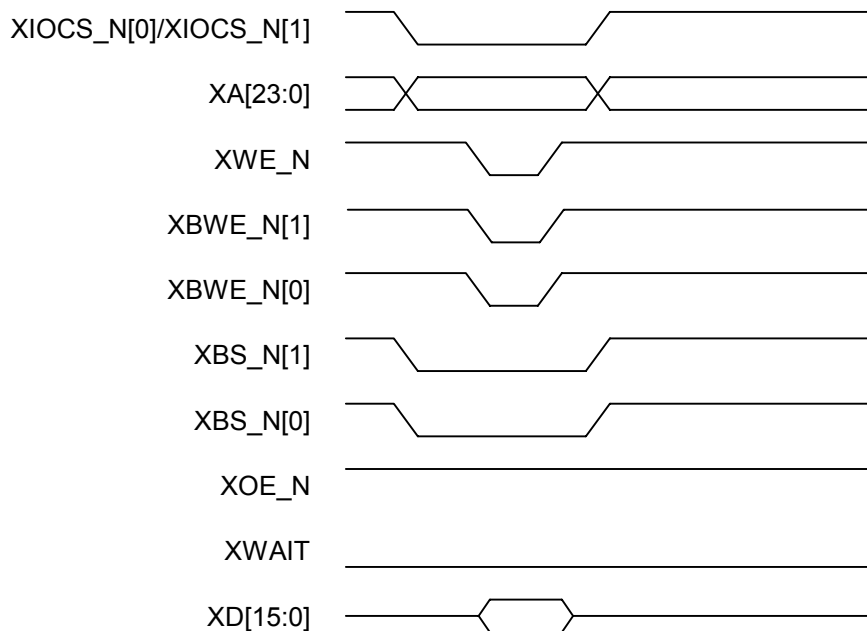 XIOCS_N[0]/XIOCS_N[1]
XA[23:0]
XWE_N
XBWE_N[1]
XBWE_N[0]
XBS_N[1]
XBS_N[0]
XOE_N
XWAIT
XD[15:0]